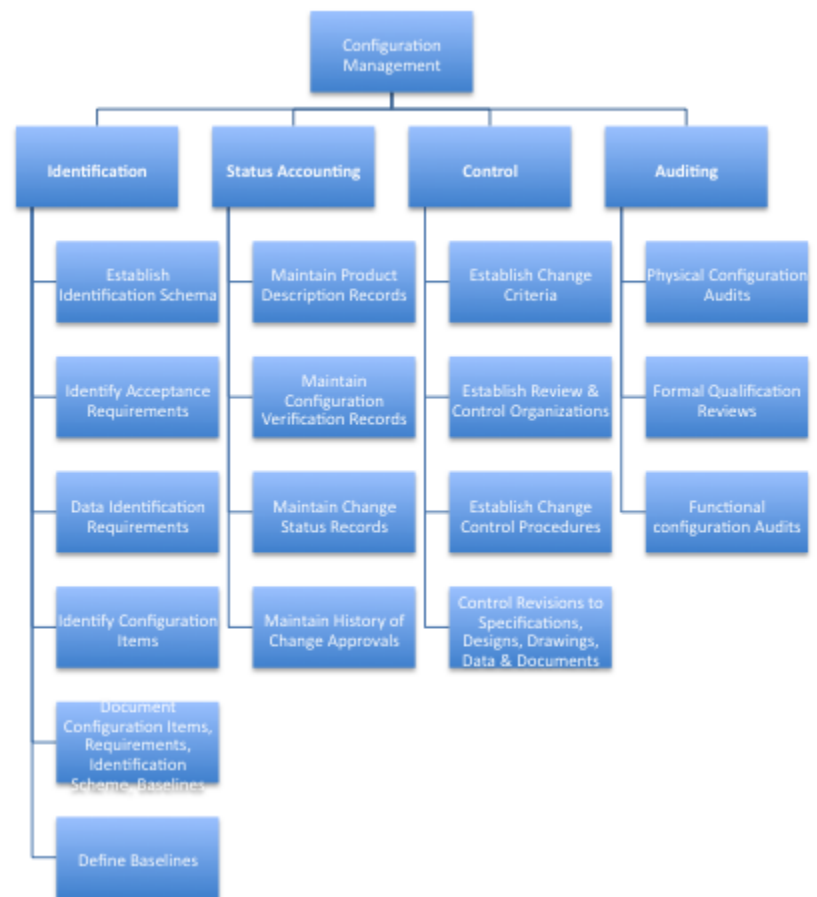 Configuration
Management
Identification
Establish
Identification Schema
Identify Acceptance
Requirements
Data Identification
Requirements
Identify Configuration
Items
Document
Configuration Items,
Requirements,
Identification
Scheme, Baselines
Define Baselines
Status Accounting
Maintain Product
Description Records
Maintain
Configuration
Verification Records
Maintain Change
Status Records
Maintain History of
Change Approvals
Control
Establish Change
Criteria
Establish Review &
Control Organizations
Establish Change
Control Procedures
Control Revisions to
Specifications,
Designs, Drawings,
Data & Documents
Auditing
Physical Configuration
Audits
Formal Qualification
Reviews
Functional
configuration Audits